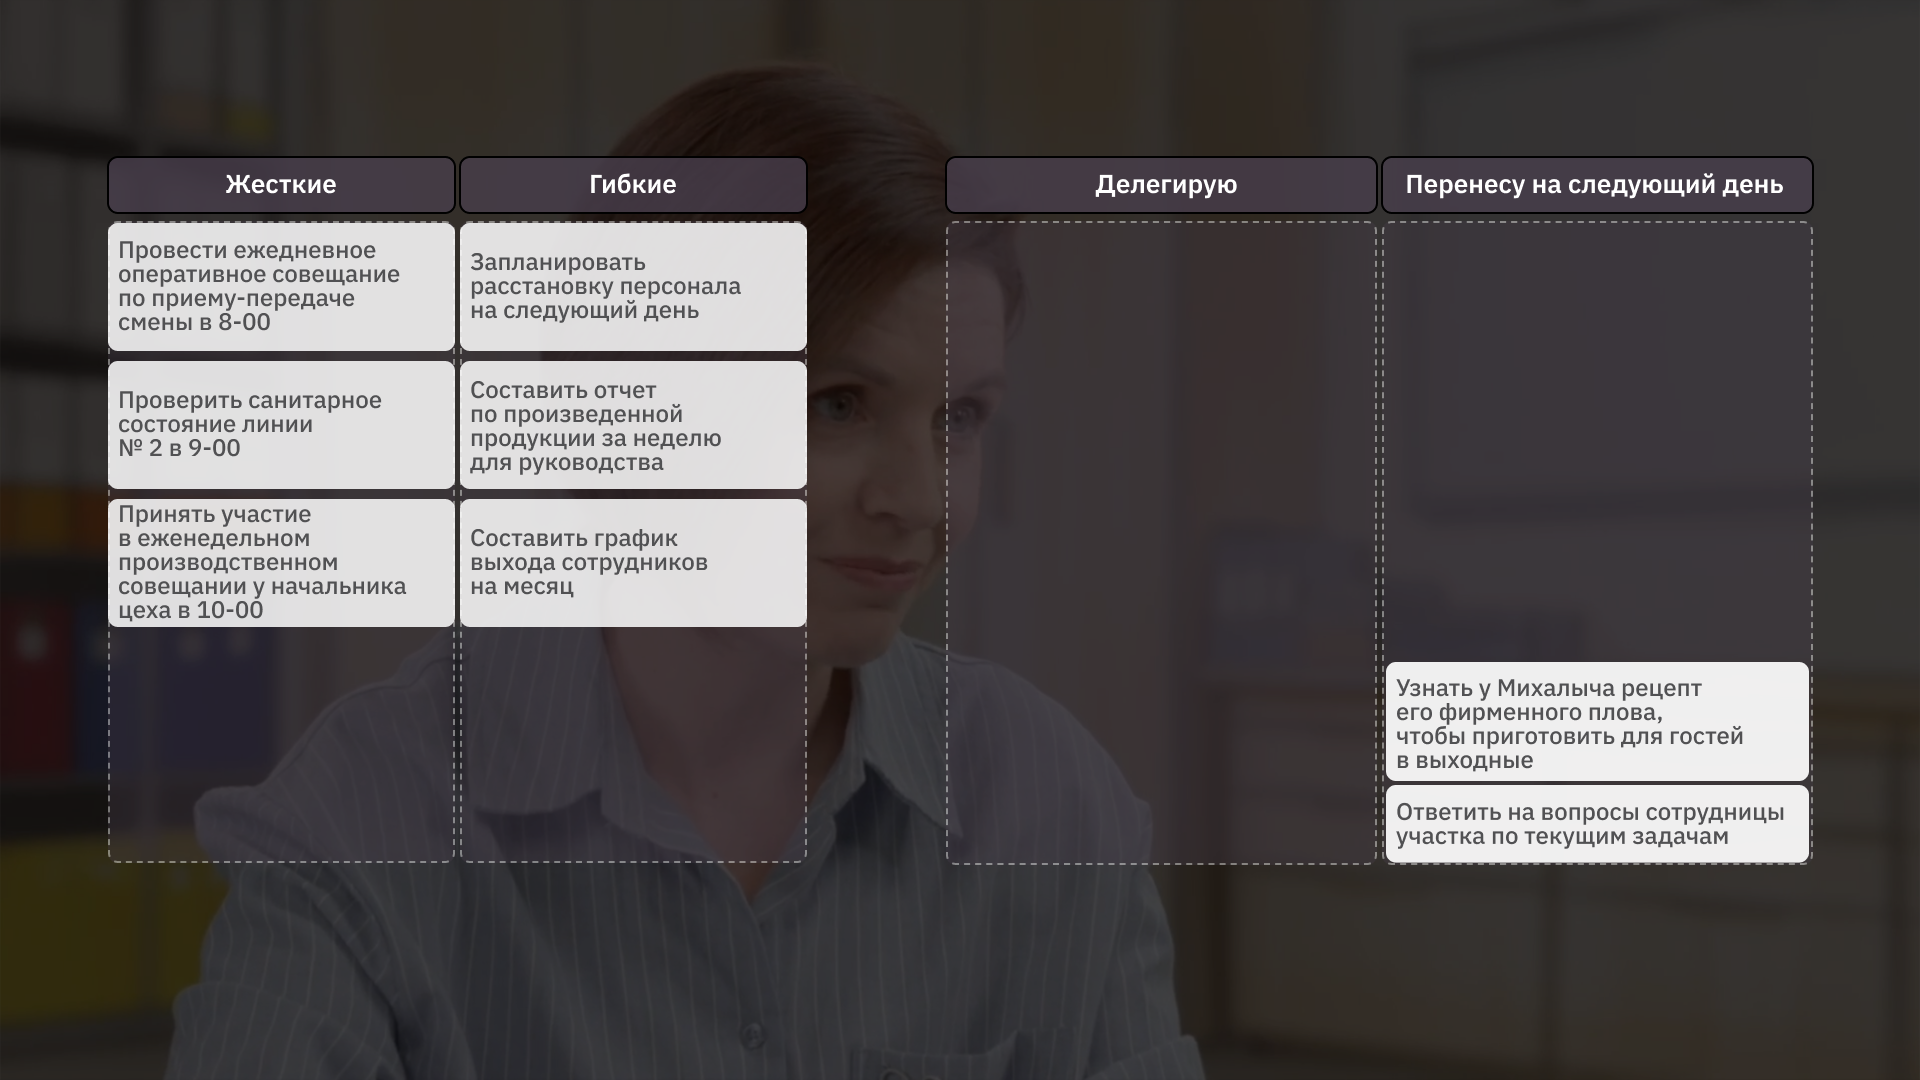 Жесткие
Гибкие
Делегирую
Перенесу на следующий день
Провести ежедневное
оперативное совещание
по приему-передаче
смены в 8-00
Проверить санитарное
состояние линии
№ 2 в 9-00
Принять участие
в еженедельном
производственном
совещании у начальника
цеха в 10-00
Запланировать
расстановку персонала
на следующий день
Составить отчет
по произведенной
продукции за неделю
для руководства
Составить график
выхода сотрудников
на месяц
Узнать у Михалыча рецепт
его фирменного плова,
чтобы приготовить для гостей
в выходные
Ответить на вопросы сотрудницы
участка по текущим задачам